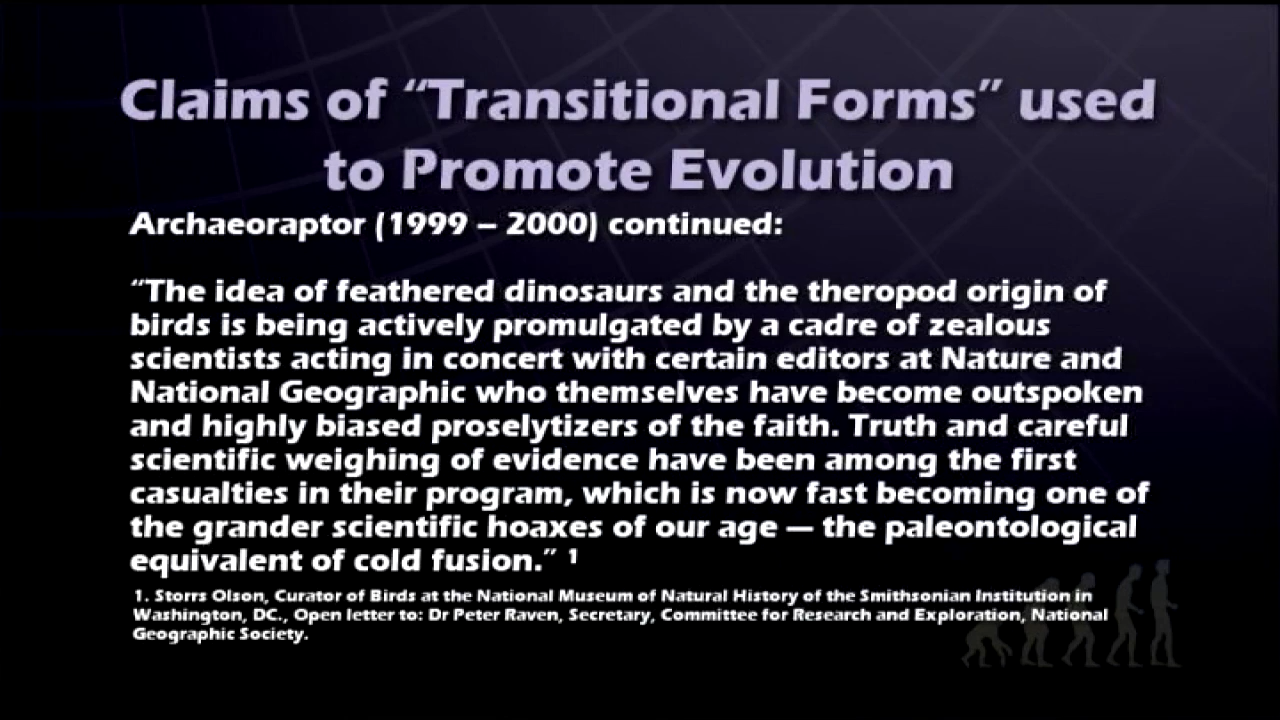 Claims of “Transitional Forms” used
to Promote Evolution
Archaeoraptor (1999 – 2000) continued:
“The idea of feathered dinosaurs and the theropod origin of
birds is being actively promulgated by a cadre of zealous
scientists acting in concert with certain editors at Nature and
National Geographic who themselves have become outspoken
and highly biased proselytizers of the faith. Truth and careful
scientific weighing of evidence have been among the first
casualties in their program, which is now fast becoming one of
the grander scientific hoaxes of our age — the paleontological
equivalent of cold fusion.” 1
1. Storrs Olson, Curator of Birds at the National Museum of Natural History of the Smithsonian Institution in
Washington, DC., Open letter to: Dr Peter Raven, Secretary, Committee for Research and Exploration, National
Geographic Society.